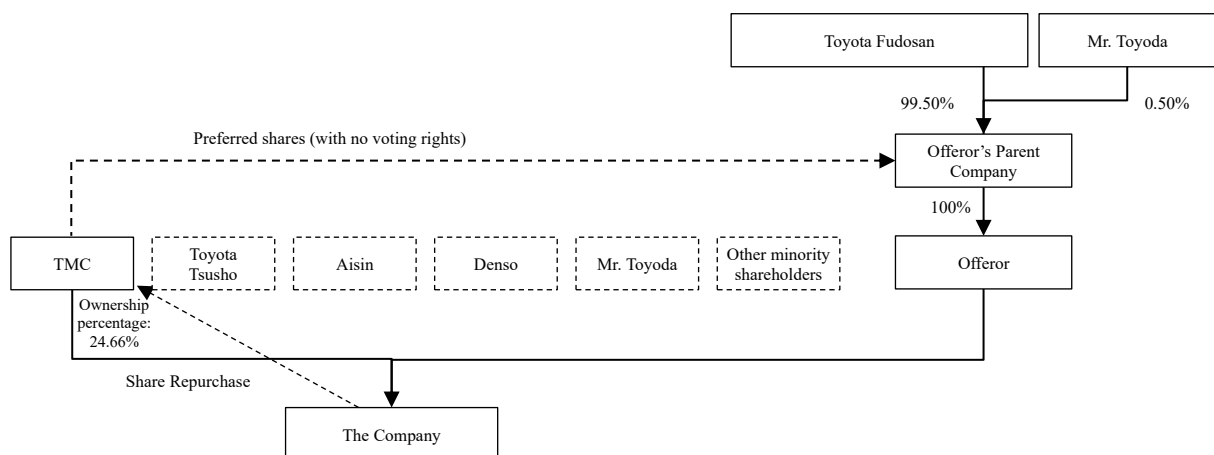 Toyota Fudosan
Mr. Toyoda
99.50%
0.50%
Preferred shares (with no voting rights)
Offeror’s Parent
Company
100%
TMC
Toyota
Tsusho
Aisin
Denso
Mr. Toyoda
Other minority
shareholders
Offeror
Ownership
percentage:
24.66%
Share Repurchase
The Company